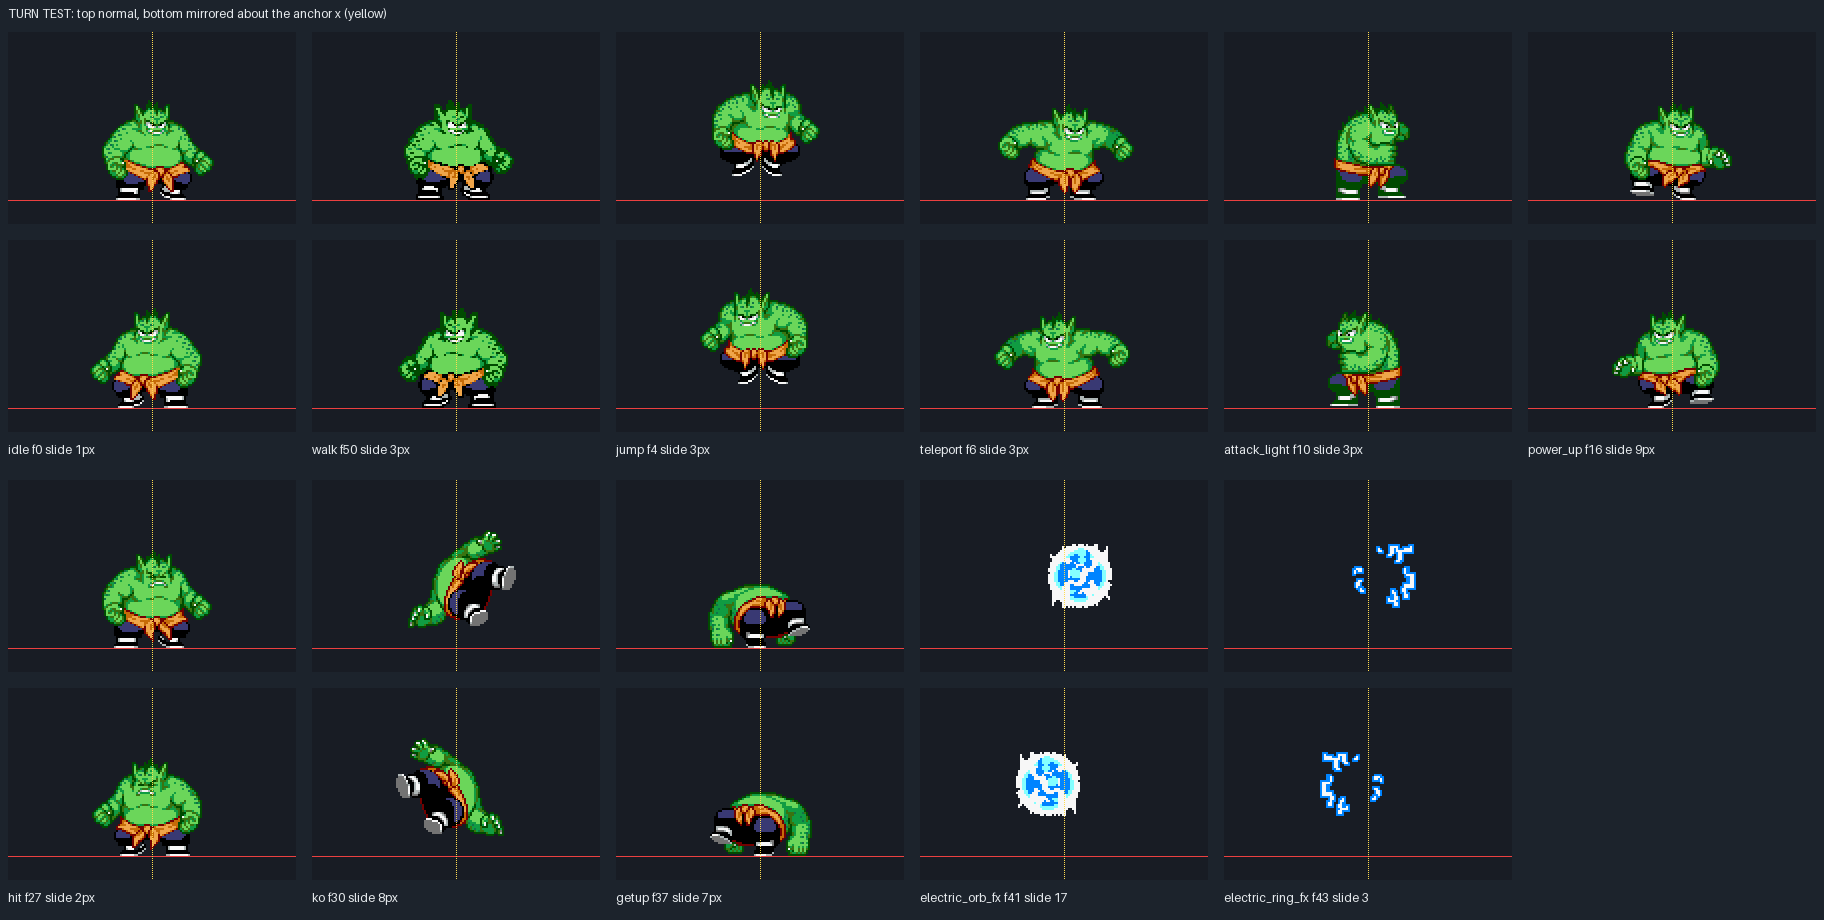 TURN TEST: top normal, bottom mirrored about the anchor x (yellow)
idle f0 slide 1px
walk f50 slide 3px
jump f4 slide 3px
teleport f6 slide 3px
attack_light f10 slide 3px
power_up f16 slide 9px
hit f27 slide 2px
ko f30 slide 8px
getup f37 slide 7px
electric_orb_fx f41 slide 17
electric_ring_fx f43 slide 3